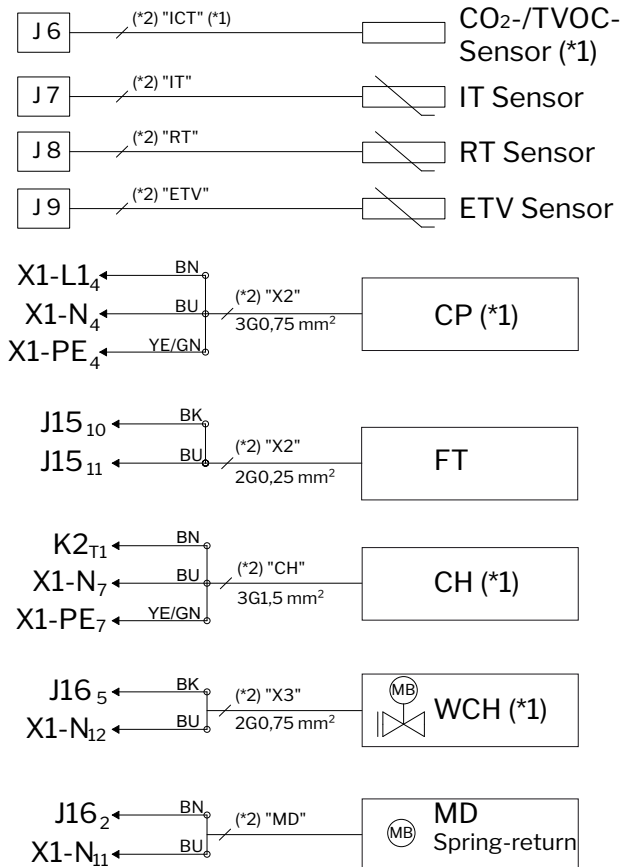 J 6 (*2) "ICT" (*1) CO₂-/TVOC-
Sensor (*1)
J 7 (*2) "IT" IT Sensor
J 8 (*2) "RT" RT Sensor
J 9 (*2) "ETV" ETV Sensor
X1-L1₄ BN
X1-N₄ BU (*2) "X2" CP (*1)
3G0,75 mm²
X1-PE₄ YE/GN
J15₁₀ BK
J15₁₁ BU (*2) "X2" FT
2G0,25 mm²
K2T1 BN
X1-N₇ BU (*2) "CH" CH (*1)
3G1,5 mm²
X1-PE₇ YE/GN
MB
J16₅ BK (*2) "X3" WCH (*1)
X1-N₁₂ BU 2G0,75 mm²
J16₂ BN (*2) "MD" MB MD
Spring-return
X1-N₁₁ BU